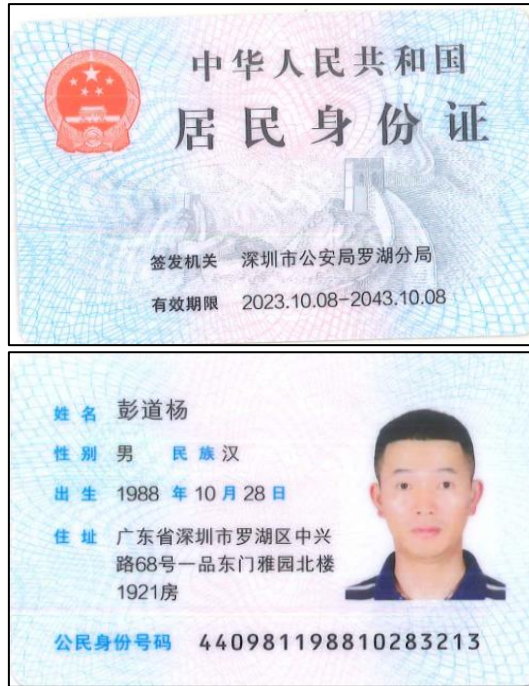 中华人民共和国
居民身份证
签发机关 深圳市公安局罗湖分局
有效期限 2023.10.08-2043.10.08
姓名 彭道杨
性别 男 民族 汉
出生 1988 年 10 月 28 日
住址 广东省深圳市罗湖区中兴
路68号一品东门雅园北楼
1921房
公民身份号码 440981198810283213